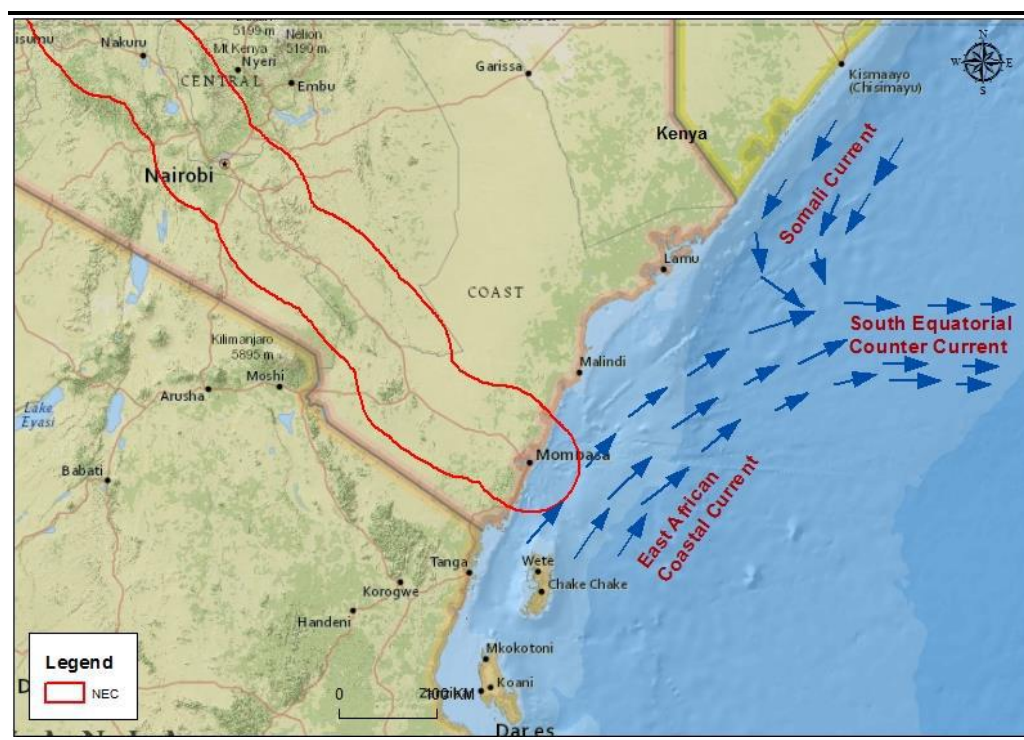 5199 m
Nelion
5190 m
isumu
Nakuru
Mt Kenya
Nyeri
CENTRAL
Embu
Garissa
N
W
E
S
Kismaayo
(Chisimayu)
Kenya
Nairobi
Somali Current
Lamu
COAST
South Equatorial
Counter Current
Kilimanjaro
5895 m
Moshi
Arusha
Malindi
Lake
Eyasi
Babati
Mombasa
East African
Coastal Current
Tanga
Wete
Chake Chake
Korogwe
Handeni
Mkokotoni
Koani
Legend
NEC
0
100 KM
Dar es